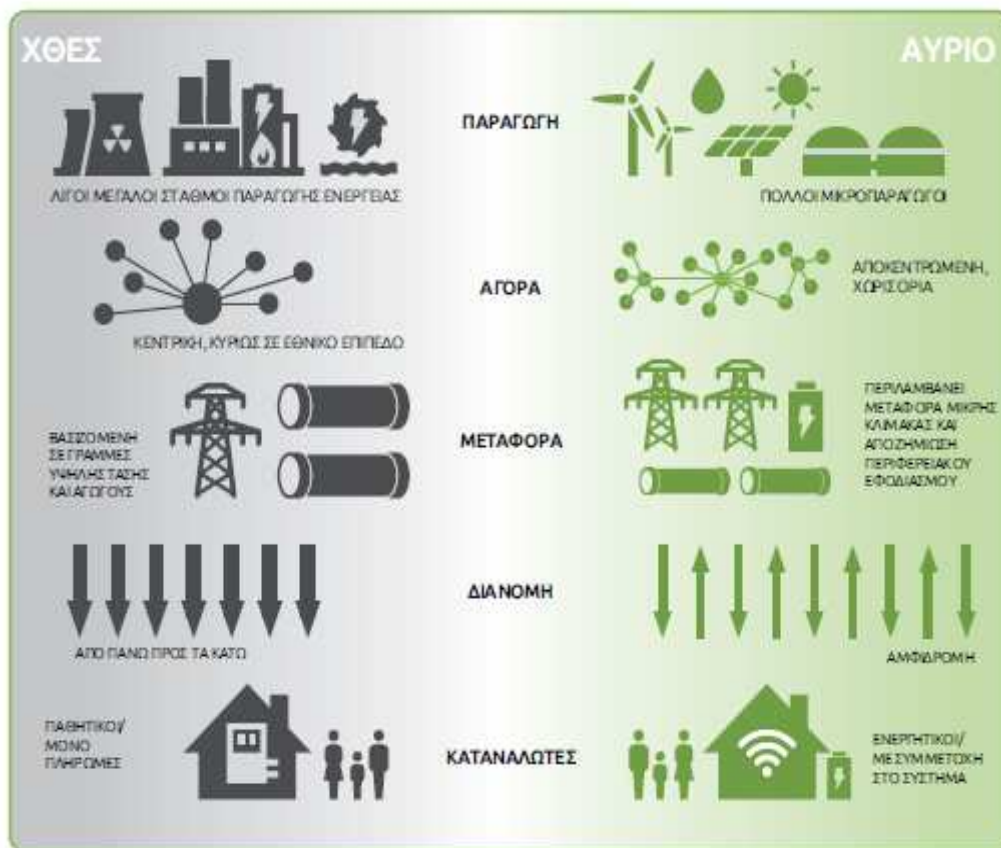 ΧΘΕΣ
ΑΥΡΙΟ
ΠΑΡΑΓΩΓΗ
ΛΙΓΟΙ ΜΕΓΑΛΟΙ ΣΤΑΘΜΟΙ ΠΑΡΑΓΩΓΗΣ ΕΝΕΡΓΕΙΑΣ
ΠΟΛΛΟΙ ΜΙΚΡΟΠΑΡΑΓΩΓΟΙ
ΑΓΟΡΑ
ΚΕΝΤΡΙΚΗ, ΚΥΡΙΩΣ ΣΕ ΕΘΝΙΚΟ ΕΠΙΠΕΔΟ
ΑΠΟΚΕΝΤΡΩΜΕΝΗ,
ΧΩΡΙΣ ΟΡΙΑ
ΜΕΤΑΦΟΡΑ
ΒΑΣΙΖΟΜΕΝΗ
ΣΕ ΓΡΑΜΜΕΣ
ΥΨΗΛΗΣ ΤΑΣΗΣ
ΚΑΙ ΑΓΩΓΟΥΣ
ΠΕΡΙΛΑΜΒΑΝΕΙ
ΜΕΤΑΦΟΡΑ ΜΙΚΡΗΣ
ΚΛΙΜΑΚΑΣ ΚΑΙ
ΑΠΟΖΗΜΙΩΣΗ
ΠΕΡΙΦΕΡΕΙΑΚΟΥ
ΕΦΟΔΙΑΣΜΟΥ
ΔΙΑΝΟΜΗ
ΑΠΟ ΠΑΝΩ ΠΡΟΣ ΤΑ ΚΑΤΩ
ΑΜΦΙΔΡΟΜΗ
ΚΑΤΑΝΑΛΩΤΕΣ
ΠΑΘΗΤΙΚΟΙ/
ΜΟΝΟ
ΠΛΗΡΩΜΕΣ
ΕΝΕΡΓΗΤΙΚΟΙ/
ΜΕ ΣΥΜΜΕΤΟΧΗ
ΣΤΟ ΣΥΣΤΗΜΑ